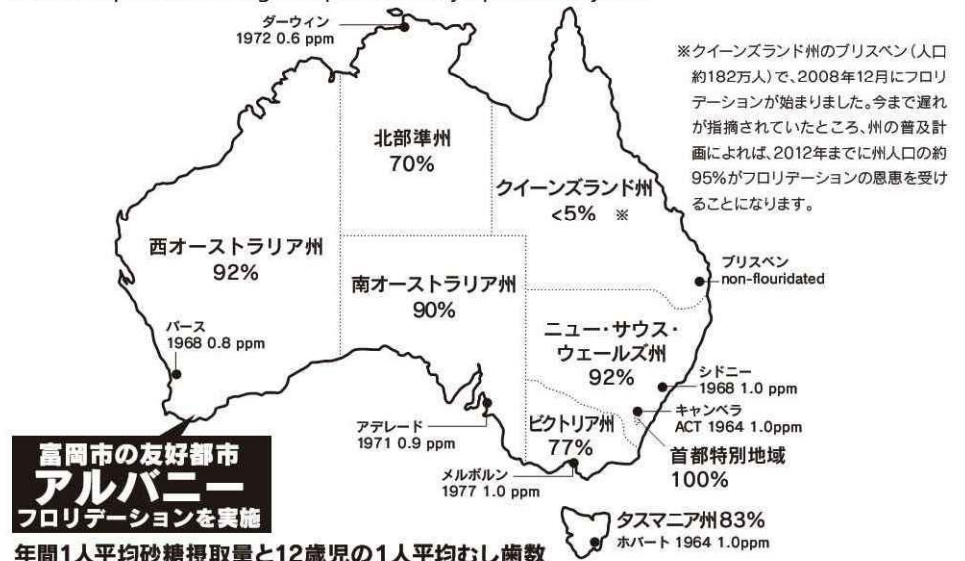 ダーウィン
1972 0.6 ppm
※クイーンズランド州のブリスベン(人口
約182万人)で、2008年12月にフロリ
デーションが始まりました。今まで遅れ
が指摘されていたところ、州の普及計
画によれば、2012年までに州人口の約
95%がフロリデーションの恩恵を受け
ることになります。
北部準州
70%
クイーンズランド州
<5% ※
西オーストラリア州
92%
南オーストラリア州
90%
ブリスベン
non-flouridated
ニュー・サウス・
ウェールズ州
92%
パース
1968 0.8 ppm
シドニー
1968 1.0 ppm
キャンベラ
ACT 1964 1.0ppm
アデレード
1971 0.9 ppm
ビクトリア州
77%
首都特別地域
100%
メルボルン
1977 1.0 ppm
富岡市の友好都市
アルバニー
フロリデーションを実施
タスマニア州83%
ホバート 1964 1.0ppm
年間1人平均砂糖摂取量と12歳児の1人平均むし歯数